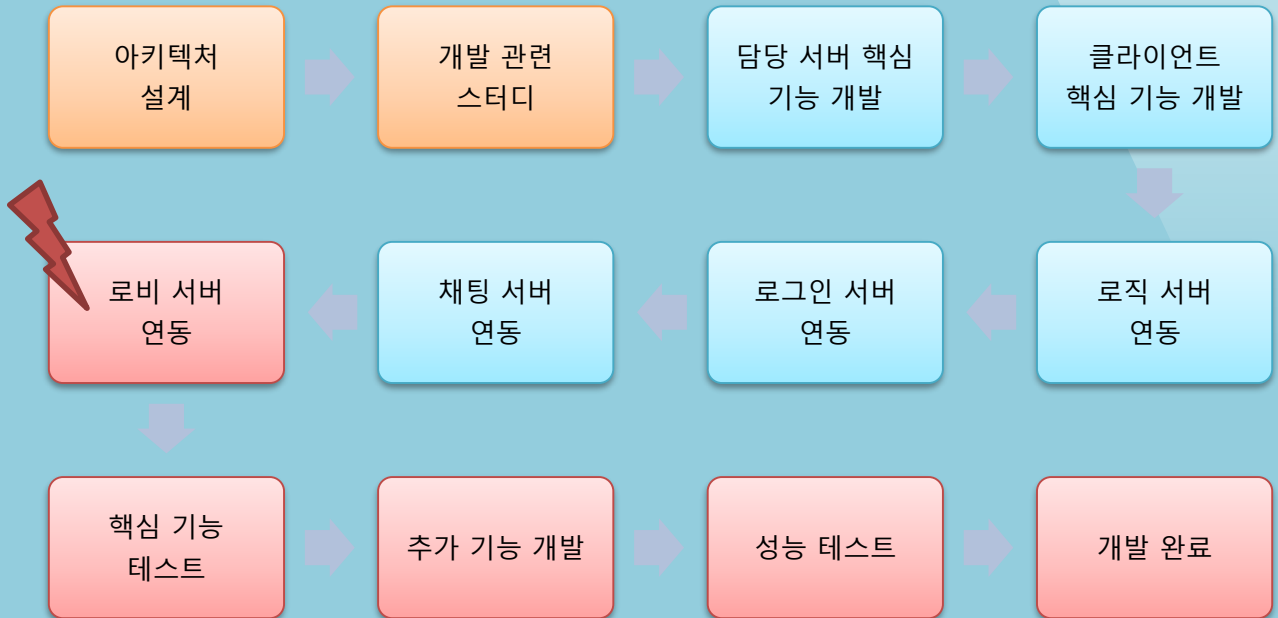 아키텍처
설계
개발 관련
스터디
담당 서버 핵심
기능 개발
클라이언트
핵심 기능 개발
로직 서버
연동
로그인 서버
연동
채팅 서버
연동
로비 서버
연동
핵심 기능
테스트
추가 기능 개발
성능 테스트
개발 완료